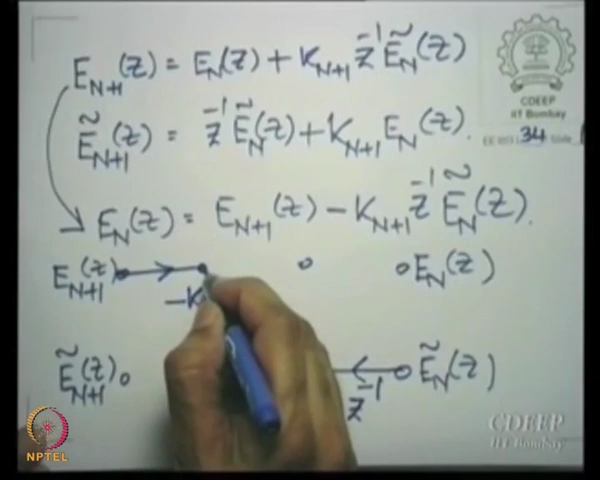 E_{N+1}(Z) = E_N(Z) + K_{N+1} Z^{-1} Ẽ_N(Z)
CDEEP
IIT Bombay
Ẽ_{N+1}(Z) = Z^{-1} Ẽ_N(Z) + K_{N+1} E_N(Z).
34 Slide
E_N(Z) = E_{N+1}(Z) - K_{N+1} Z^{-1} Ẽ_N(Z).
E_{N+1}(Z) E_N(Z)
-K
Ẽ_{N+1}(Z) Z^{-1} Ẽ_N(Z)
CDEEP
IIT Bombay
NPTEL